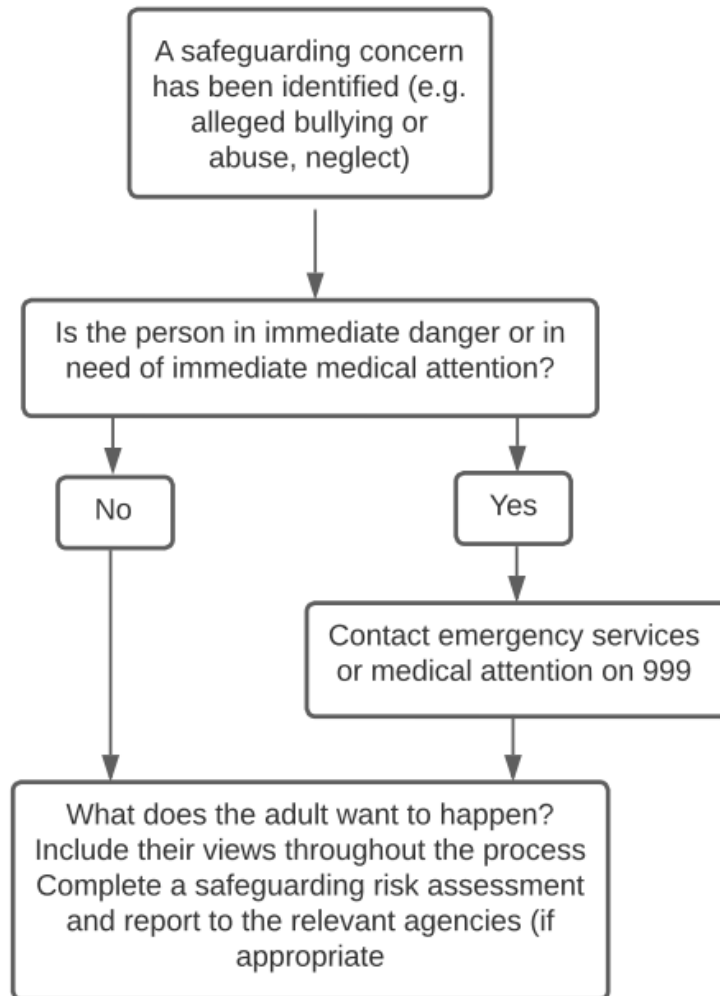 A safeguarding concern
has been identified (e.g.
alleged bullying or
abuse, neglect)
Is the person in immediate danger or in
need of immediate medical attention?
No
Yes
Contact emergency services
or medical attention on 999
What does the adult want to happen?
Include their views throughout the process
Complete a safeguarding risk assessment
and report to the relevant agencies (if
appropriate